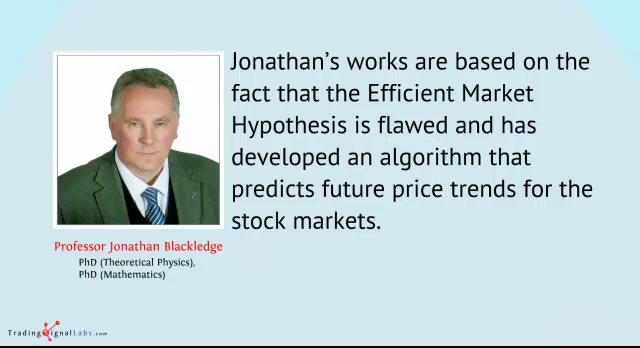 Jonathan’s works are based on the
fact that the Efficient Market
Hypothesis is flawed and has
developed an algorithm that
predicts future price trends for the
stock markets.
Professor Jonathan Blackledge
PhD (Theoretical Physics),
PhD (Mathematics)
TradingSignalLabs.com